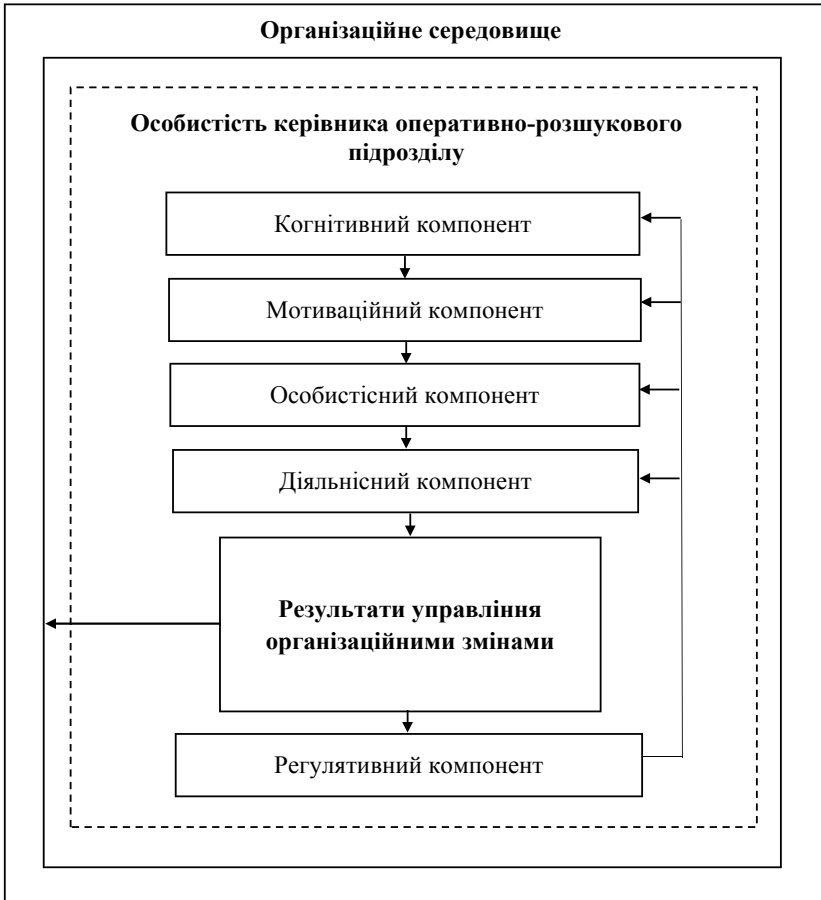 Організаційне середовище
Особистість керівника оперативно-розшукового
підрозділу
Когнітивний компонент
Мотиваційний компонент
Особистісний компонент
Діяльнісний компонент
Результати управління
організаційними змінами
Регулятивний компонент